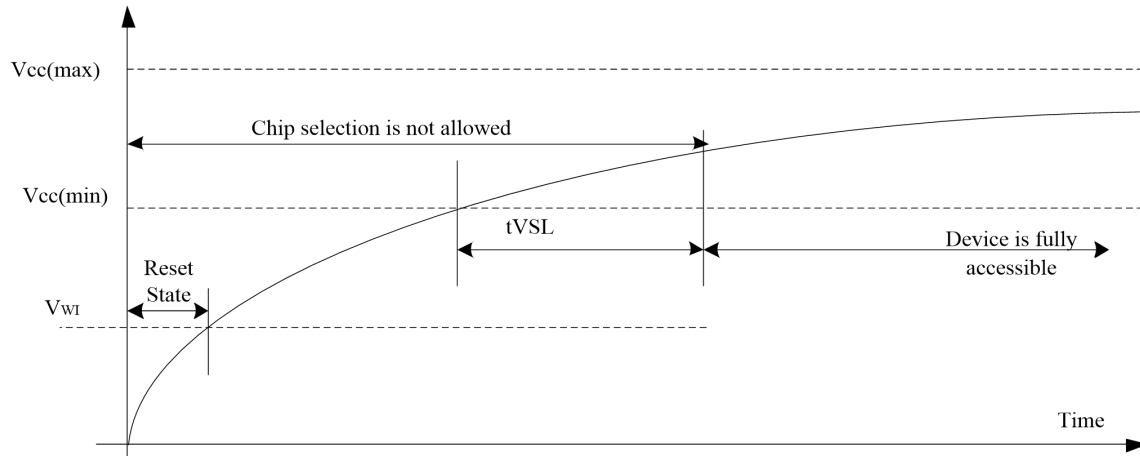 Vcc(max)
Chip selection is not allowed
Vcc(min)
tVSL
Device is fully
accessible
Reset
State
VWI
Time